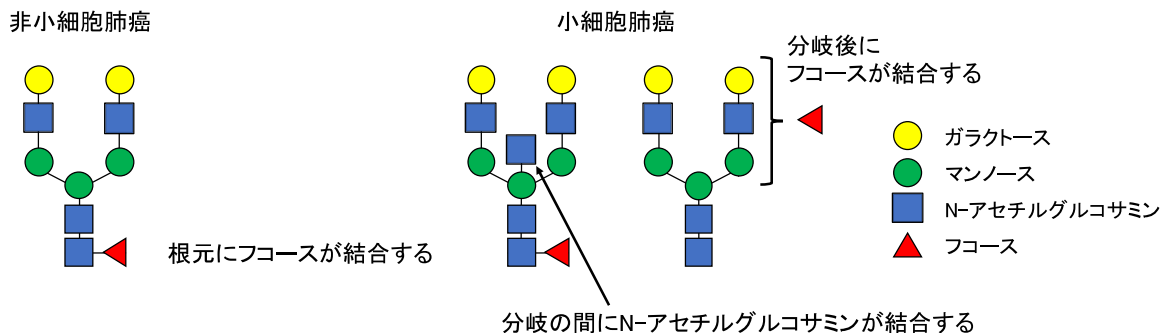 非小細胞肺癌
小細胞肺癌
分岐後に
フコースが結合する
ガラクトース
マンノース
N-アセチルグルコサミン
フコース
根元にフコースが結合する
分岐の間にN-アセチルグルコサミンが結合する